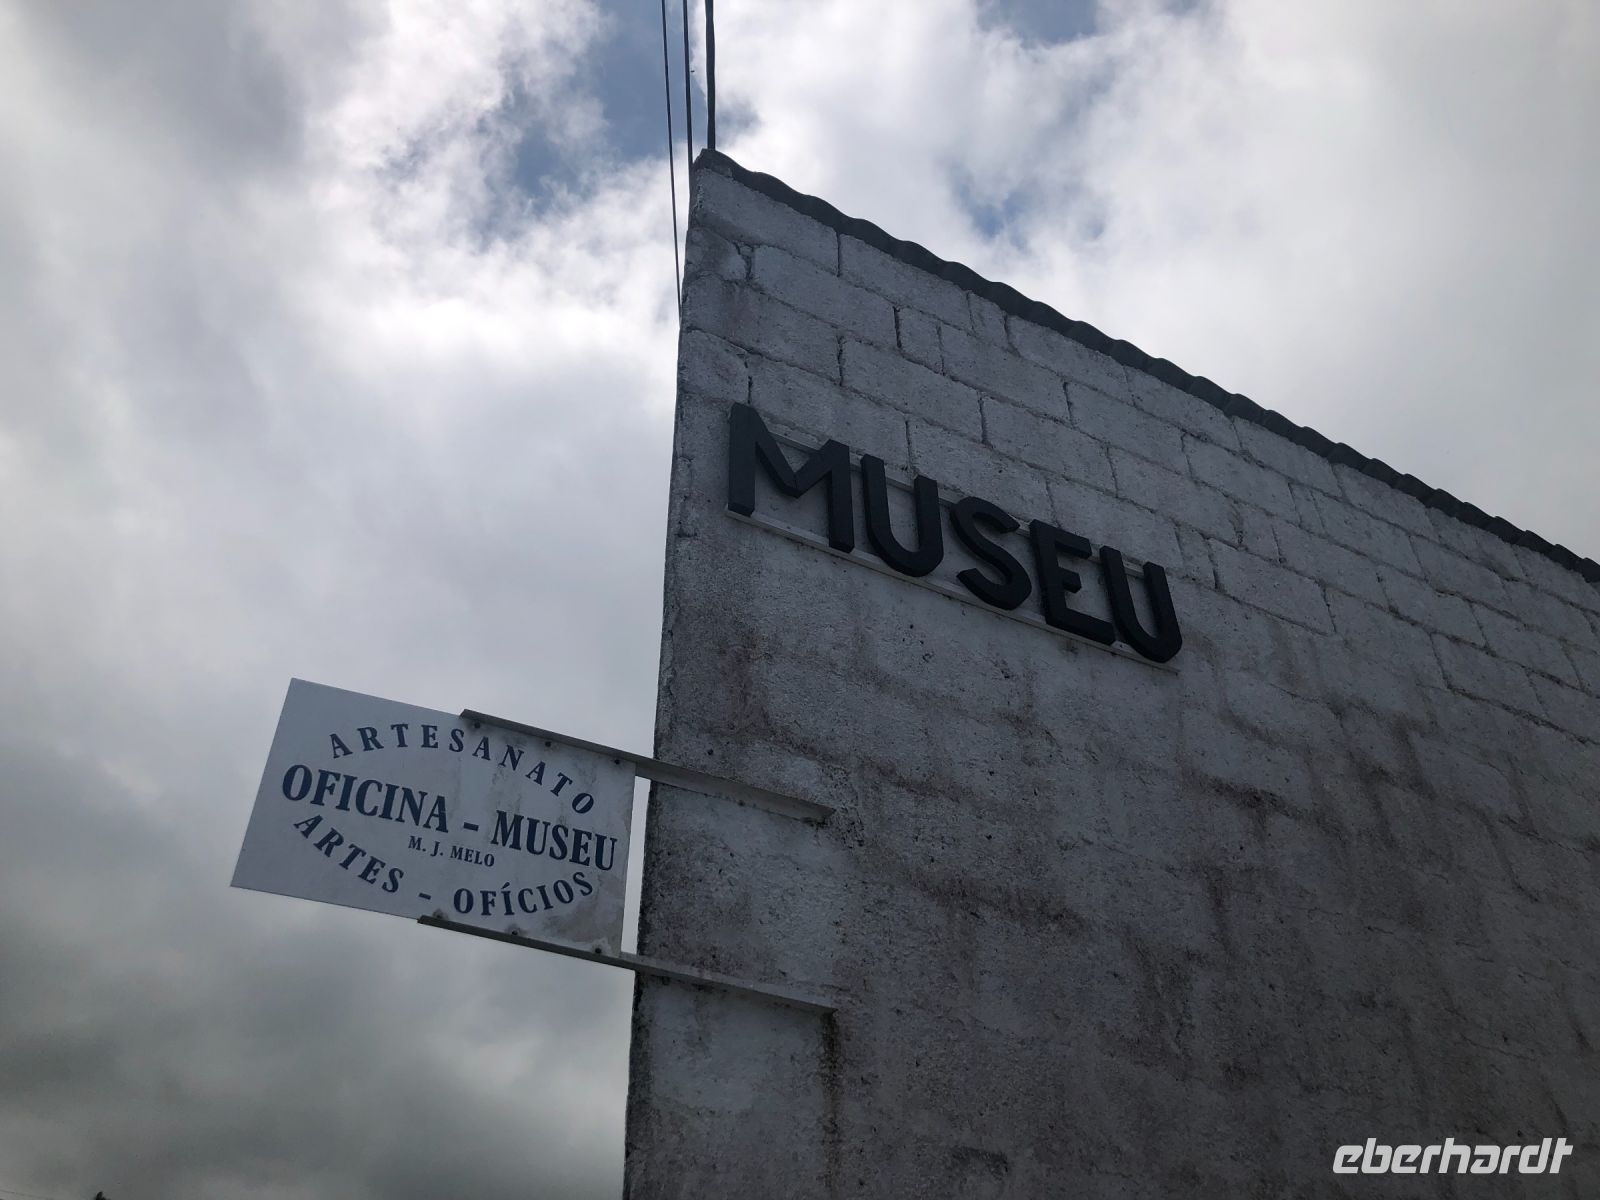 MUSEU
ARTESANATO
OFICINA - MUSEU
M. J. MELO
ARTES - OFÍCIOS
eberhardt